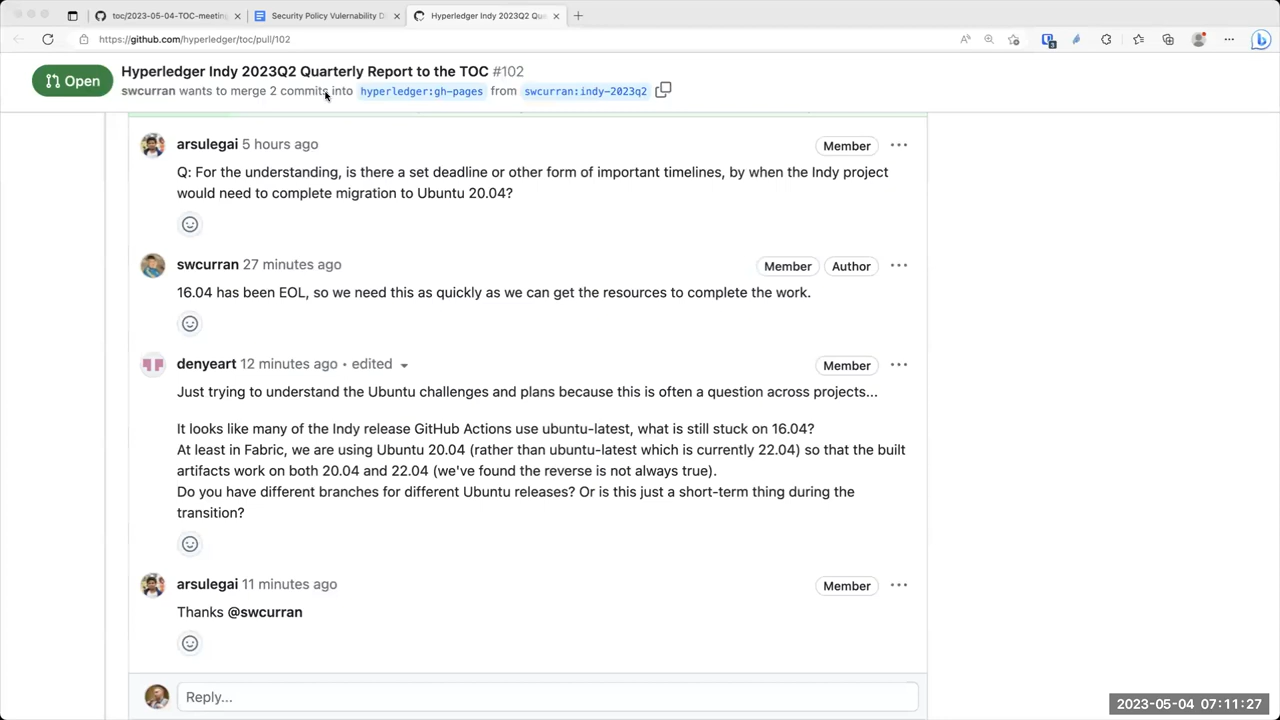 toc/2023-05-04-TOC-meeting
Security Policy Vulernability D
Hyperledger Indy 2023Q2 Qu
https://github.com/hyperledger/toc/pull/102
Open
Hyperledger Indy 2023Q2 Quarterly Report to the TOC #102
swcurran wants to merge 2 commits into hyperledger:gh-pages from swcurran:indy-2023q2
arsulegai 5 hours ago Member
Q: For the understanding, is there a set deadline or other form of important timelines, by when the Indy project
would need to complete migration to Ubuntu 20.04?
swcurran 27 minutes ago Member Author
16.04 has been EOL, so we need this as quickly as we can get the resources to complete the work.
denyeart 12 minutes ago • edited Member
Just trying to understand the Ubuntu challenges and plans because this is often a question across projects...
It looks like many of the Indy release GitHub Actions use ubuntu-latest, what is still stuck on 16.04?
At least in Fabric, we are using Ubuntu 20.04 (rather than ubuntu-latest which is currently 22.04) so that the built
artifacts work on both 20.04 and 22.04 (we've found the reverse is not always true).
Do you have different branches for different Ubuntu releases? Or is this just a short-term thing during the
transition?
arsulegai 11 minutes ago Member
Thanks @swcurran
Reply...
2023-05-04 07:11:27